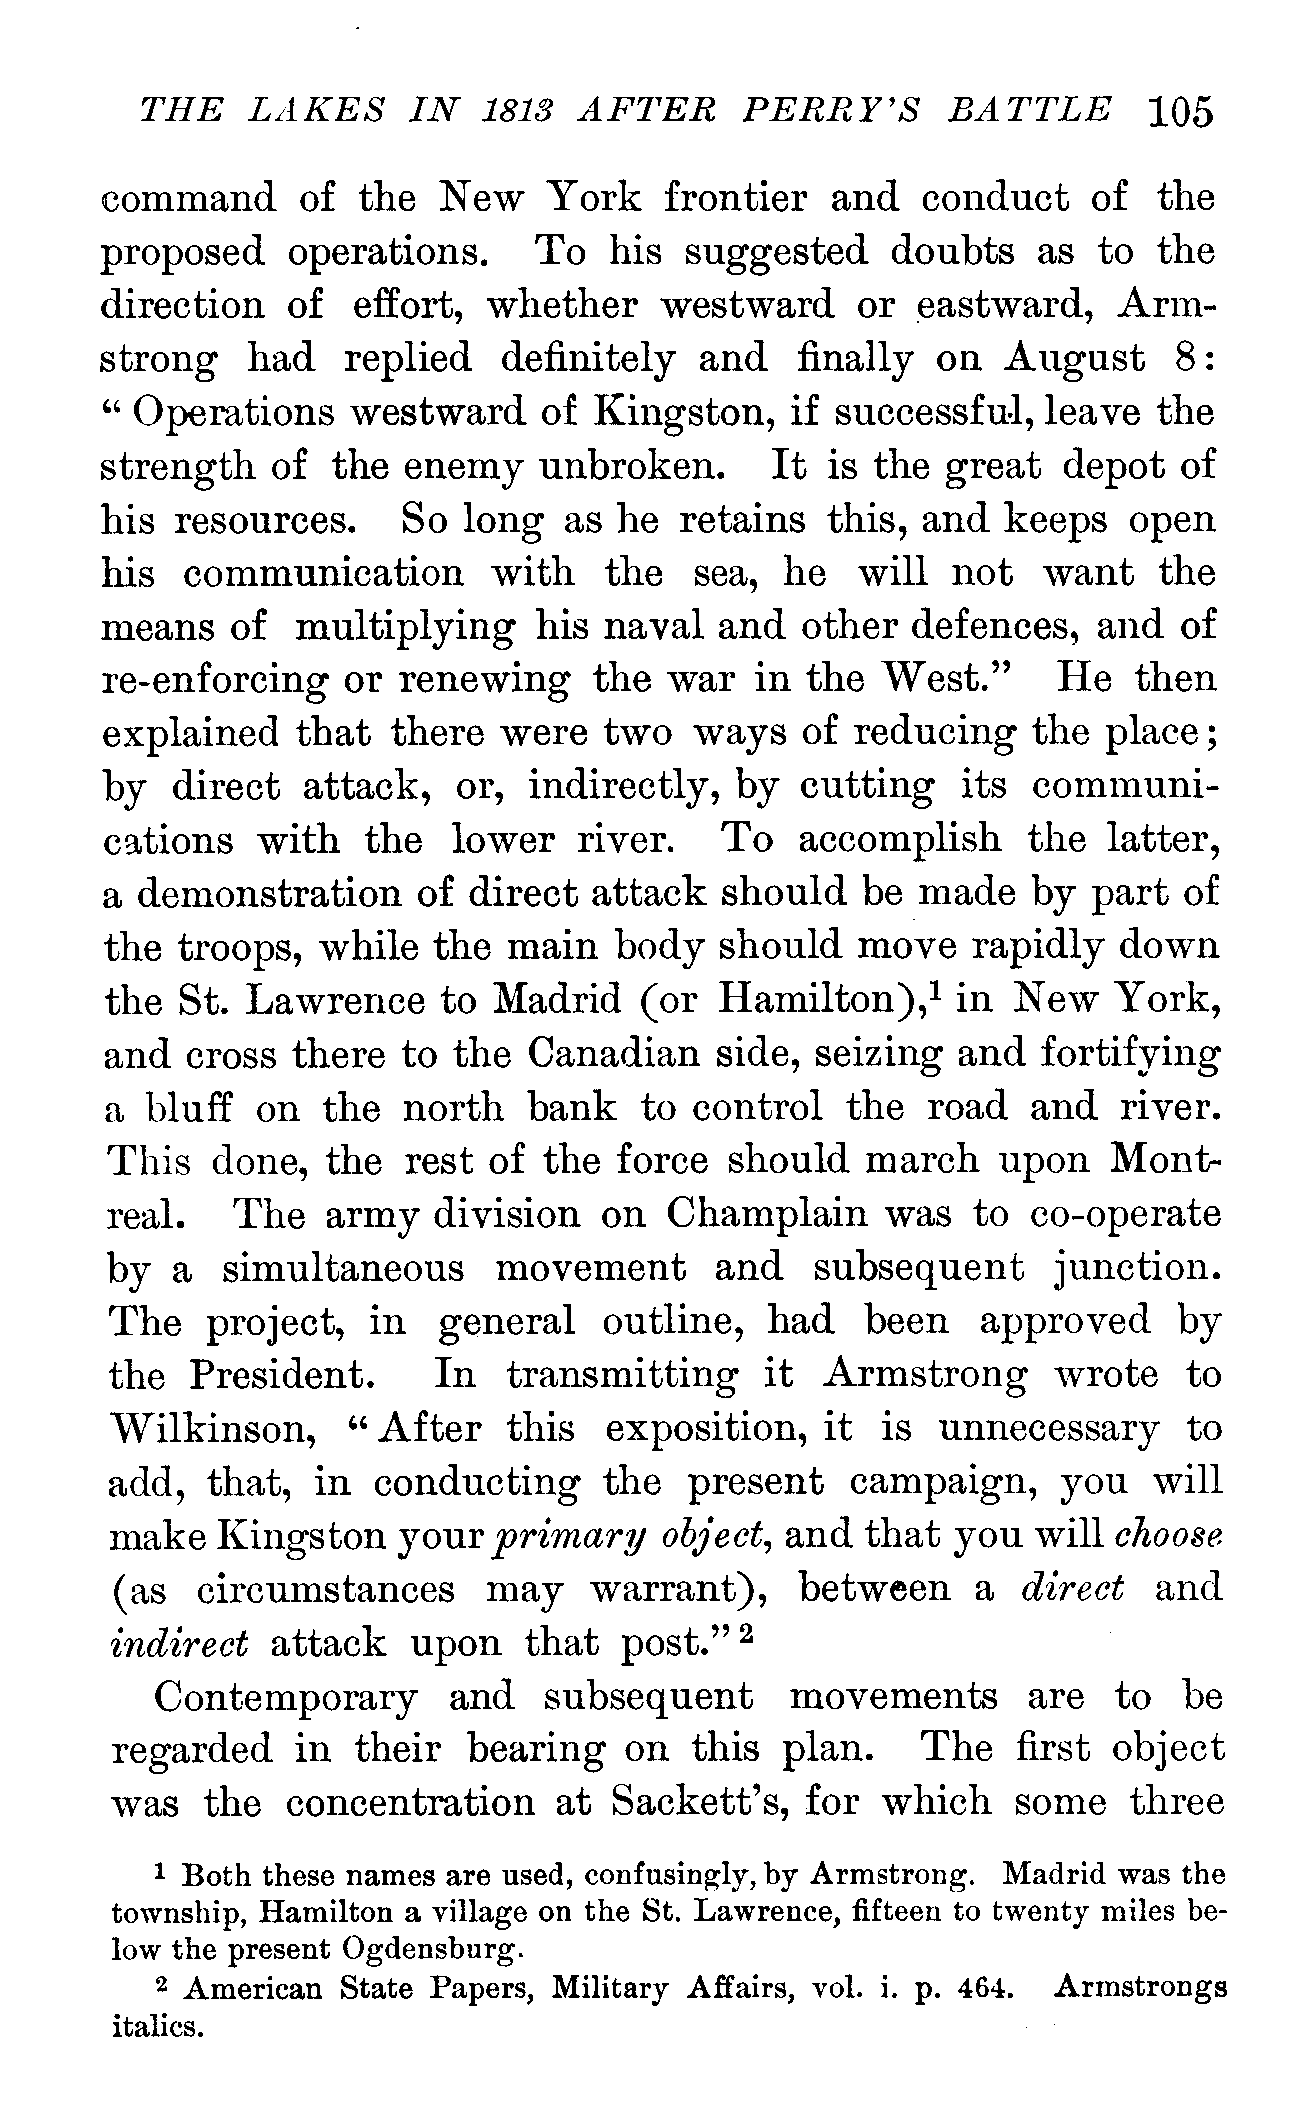 THE LAKES IN 1813 AFTER PERRY'S BATTLE 105
command of the New York frontier and conduct of the
proposed operations. To his suggested doubts as to the
direction of effort, whether westward or eastward, Arm-
strong had replied definitely and finally on August 8:
“Operations westward of Kingston, if successful, leave the
strength of the enemy unbroken. It is the great depot of
his resources. So long as he retains this, and keeps open
his communication with the sea, he will not want the
means of multiplying his naval and other defences, and of
re-enforcing or renewing the war in the West.” He then
explained that there were two ways of reducing the place;
by direct attack, or, indirectly, by cutting its communi-
cations with the lower river. To accomplish the latter,
a demonstration of direct attack should be made by part of
the troops, while the main body should move rapidly down
the St. Lawrence to Madrid (or Hamilton),¹ in New York,
and cross there to the Canadian side, seizing and fortifying
a bluff on the north bank to control the road and river.
This done, the rest of the force should march upon Mont-
real. The army division on Champlain was to co-operate
by a simultaneous movement and subsequent junction.
The project, in general outline, had been approved by
the President. In transmitting it Armstrong wrote to
Wilkinson, “After this exposition, it is unnecessary to
add, that, in conducting the present campaign, you will
make Kingston your primary object, and that you will choose
(as circumstances may warrant), between a direct and
indirect attack upon that post.”²
Contemporary and subsequent movements are to be
regarded in their bearing on this plan. The first object
was the concentration at Sackett's, for which some three
¹ Both these names are used, confusingly, by Armstrong. Madrid was the
township, Hamilton a village on the St. Lawrence, fifteen to twenty miles be-
low the present Ogdensburg.
² American State Papers, Military Affairs, vol. i. p. 464. Armstrongs
italics.